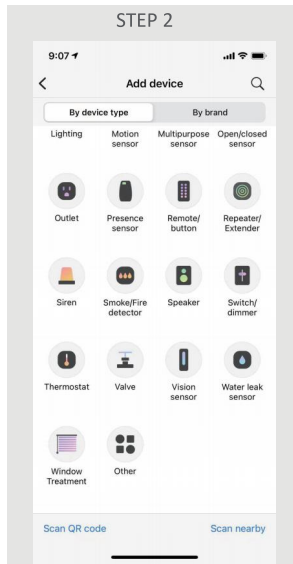 STEP 2
9:07
Add device
By device type By brand
Lighting Motion sensor Multipurpose sensor Open/closed sensor
Outlet Presence sensor Remote/ button Repeater/ Extender
Siren Smoke/Fire detector Speaker Switch/ dimmer
Thermostat Valve Vision sensor Water leak sensor
Window Treatment Other
Scan QR code Scan nearby